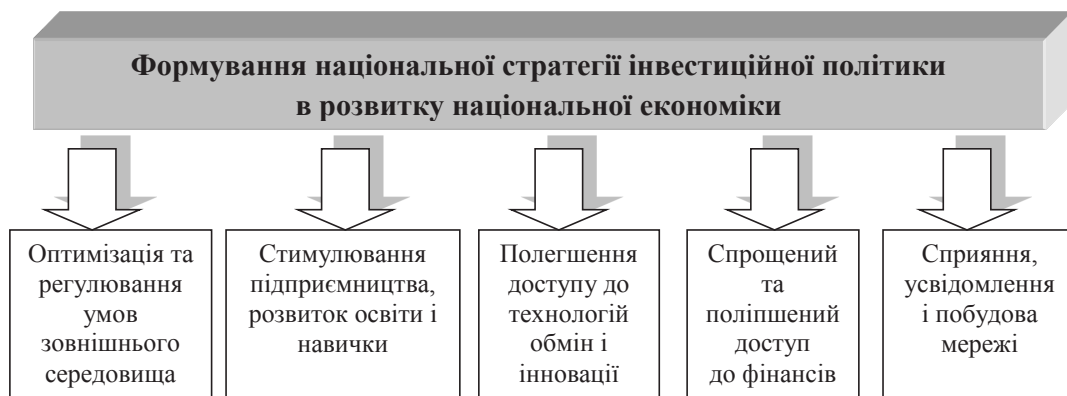 Формування національної стратегії інвестиційної політики
в розвитку національної економіки
Оптимізація та
регулювання
умов
зовнішнього
середовища
Стимулювання
підприємництва,
розвиток освіти і
навички
Полегшення
доступу до
технологій
обмін і
інновації
Спрощений
та
поліпшений
доступ
до фінансів
Сприяння,
усвідомлення
і побудова
мережі